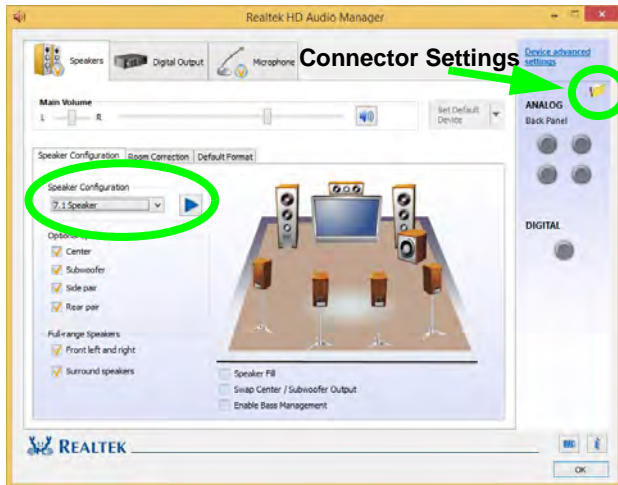 Realtek HD Audio Manager
Speakers
Digital Output
Microphone
Connector Settings
Device advanced
settings
Main Volume
L
R
Set Default
Device
ANALOG
Back Panel
Speaker Configuration
Room Correction
Default Format
Speaker Configuration
7.1 Speaker
DIGITAL
Center
Subwoofer
Side pair
Rear pair
Full-range Speakers
Front left and right
Surround speakers
Speaker Fill
Swap Center / Subwoofer Output
Enable Bass Management
REALTEK
OK